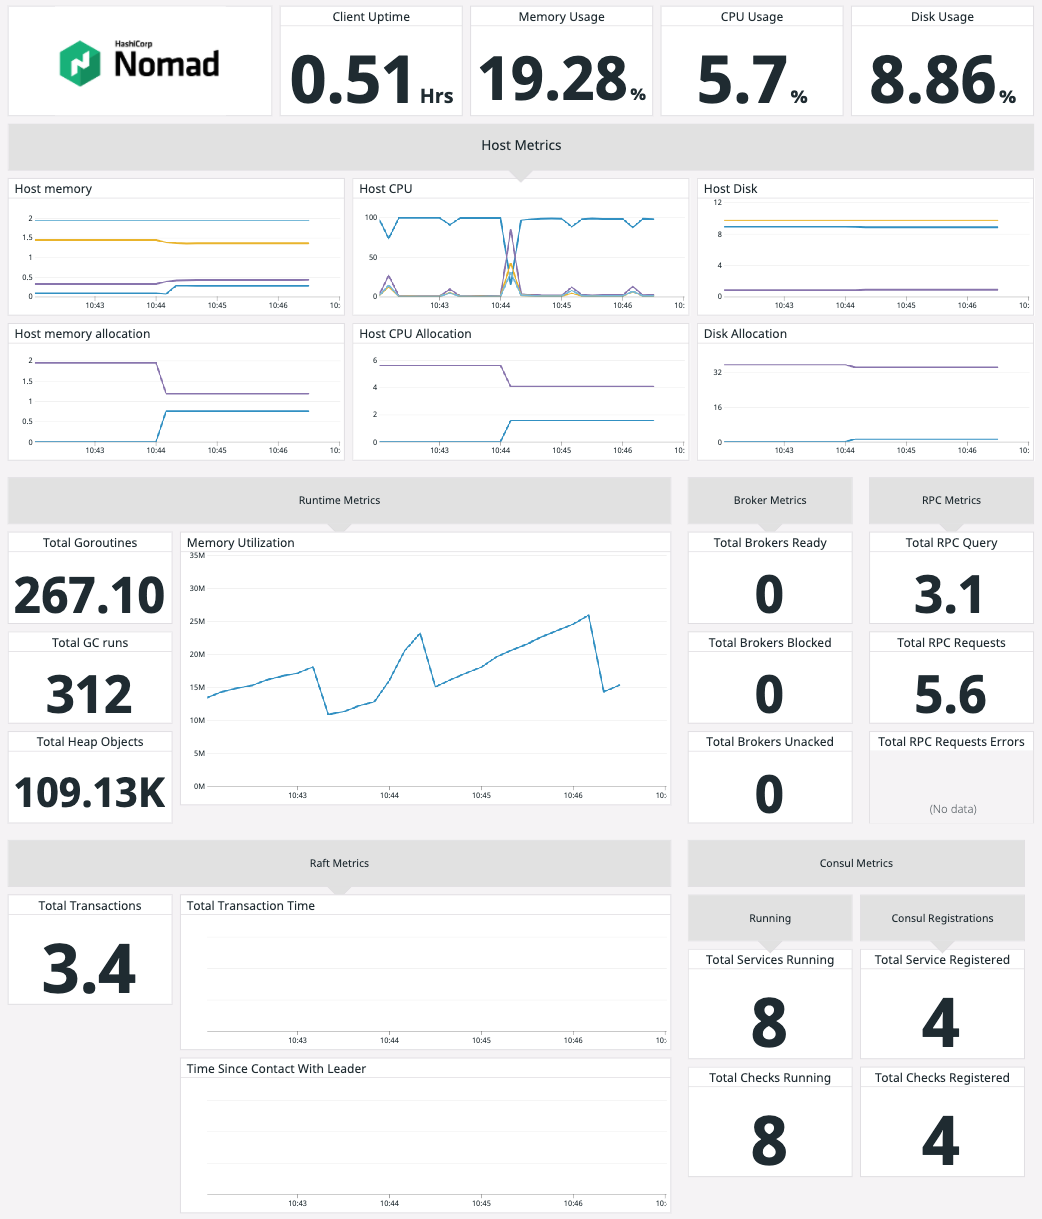 HashiCorp
Nomad
Client Uptime
0.51 Hrs
Memory Usage
19.28 %
CPU Usage
5.7 %
Disk Usage
8.86 %
Host Metrics
Host memory
2
1.5
1
0.5
0
10:43 10:44 10:45 10:46 10:
Host CPU
100
50
0
10:43 10:44 10:45 10:46 10:
Host Disk
12
8
4
0
10:43 10:44 10:45 10:46 10:
Host memory allocation
2
1.5
1
0.5
0
10:43 10:44 10:45 10:46 10:
Host CPU Allocation
6
4
2
0
10:43 10:44 10:45 10:46 10:
Disk Allocation
32
16
0
10:43 10:44 10:45 10:46 10:
Runtime Metrics
Total Goroutines
267.10
Total GC runs
312
Total Heap Objects
109.13K
Memory Utilization
35M
30M
25M
20M
15M
10M
5M
0M
10:43 10:44 10:45 10:46 10:
Broker Metrics
Total Brokers Ready
0
Total Brokers Blocked
0
Total Brokers Unacked
0
RPC Metrics
Total RPC Query
3.1
Total RPC Requests
5.6
Total RPC Requests Errors
(No data)
Raft Metrics
Total Transactions
3.4
Total Transaction Time
10:43 10:44 10:45 10:46 10:
Time Since Contact With Leader
10:43 10:44 10:45 10:46 10:
Consul Metrics
Running
Total Services Running
8
Total Checks Running
8
Consul Registrations
Total Service Registered
4
Total Checks Registered
4